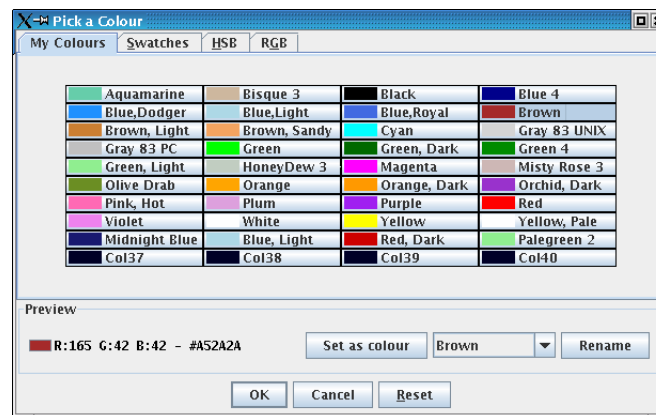 Pick a Colour
My Colours Swatches HSB RGB
Aquamarine Bisque 3 Black Blue 4
Blue,Dodger Blue,Light Blue,Royal Brown
Brown, Light Brown, Sandy Cyan Gray 83 UNIX
Gray 83 PC Green Green, Dark Green 4
Green, Light HoneyDew 3 Magenta Misty Rose 3
Olive Drab Orange Orange, Dark Orchid, Dark
Pink, Hot Plum Purple Red
Violet White Yellow Yellow, Pale
Midnight Blue Blue, Light Red, Dark Palegreen 2
Col37 Col38 Col39 Col40
Preview
R:165 G:42 B:42 - #A52A2A Set as colour Brown Rename
OK Cancel Reset